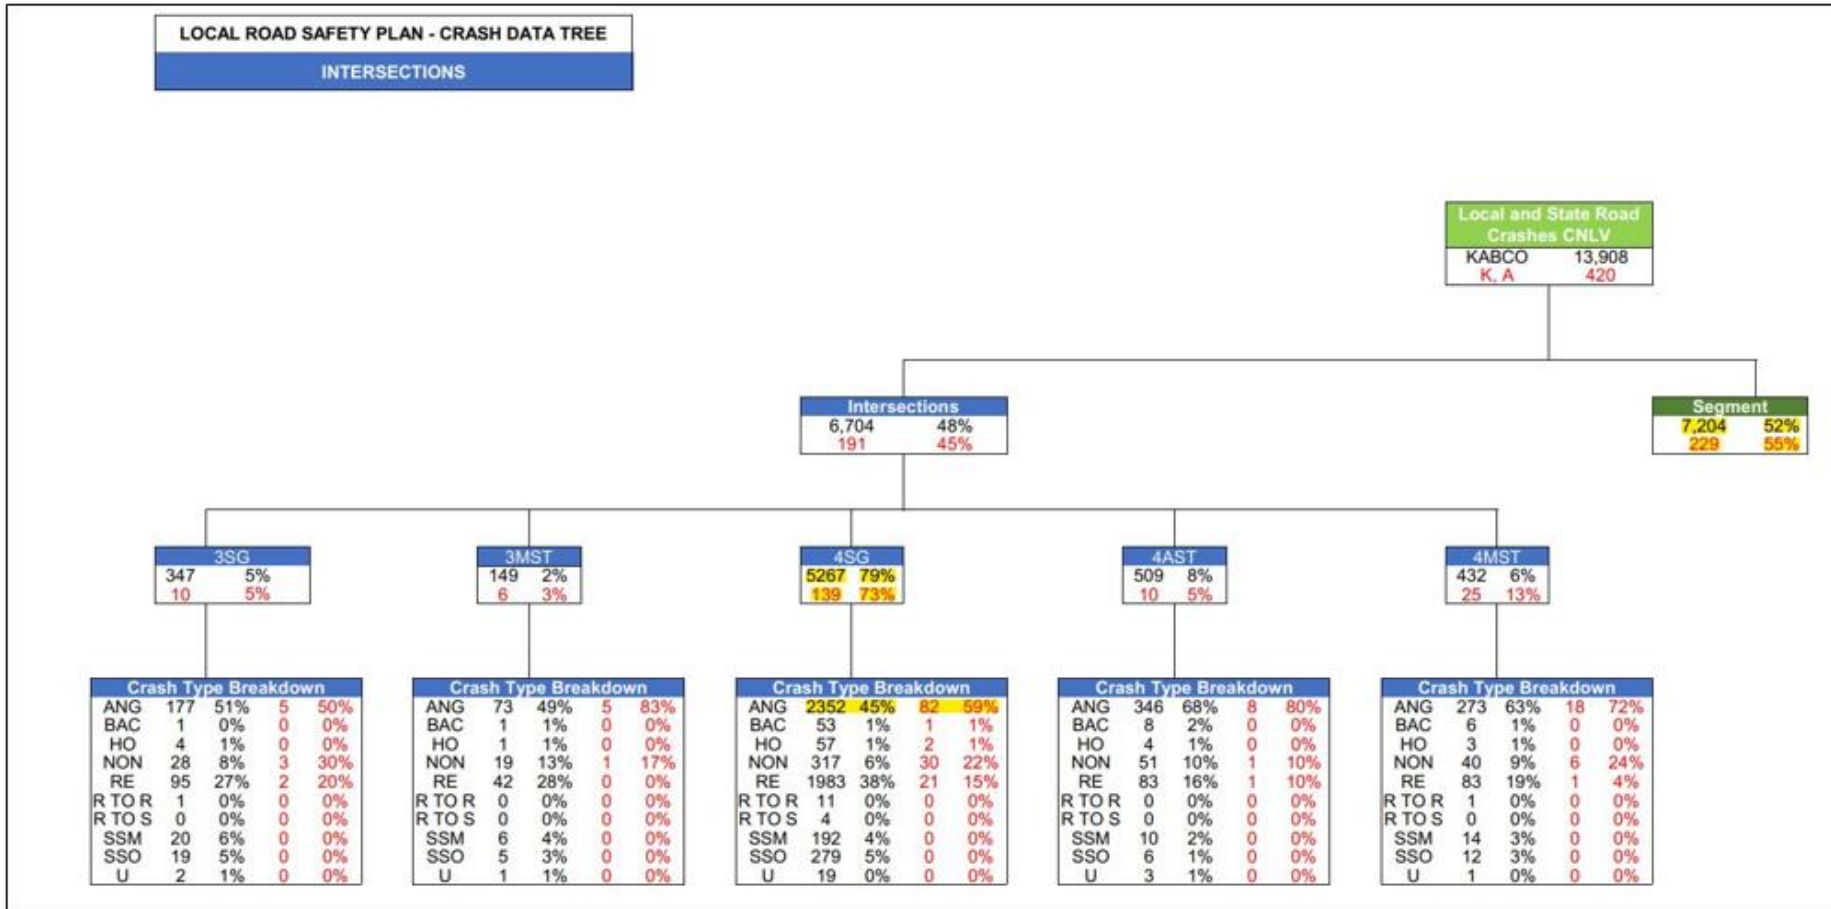 LOCAL ROAD SAFETY PLAN - CRASH DATA TREE
INTERSECTIONS
Local and State Road
Crashes CNLV
KABCO 13,908
K, A 420
Intersections
6,704 48%
191 45%
Segment
7,204 52%
229 55%
3SG
347 5%
10 5%
3MST
149 2%
6 3%
4SG
5267 79%
139 73%
4AST
509 8%
10 5%
4MST
432 6%
25 13%
Crash Type Breakdown
ANG 177 51% 5 50%
BAC 1 0% 0 0%
HO 4 1% 0 0%
NON 28 8% 3 30%
RE 95 27% 2 20%
R TO R 1 0% 0 0%
R TO S 0 0% 0 0%
SSM 20 6% 0 0%
SSO 19 5% 0 0%
U 2 1% 0 0%
Crash Type Breakdown
ANG 73 49% 5 83%
BAC 1 1% 0 0%
HO 1 1% 0 0%
NON 19 13% 1 17%
RE 42 28% 0 0%
R TO R 0 0% 0 0%
R TO S 0 0% 0 0%
SSM 6 4% 0 0%
SSO 5 3% 0 0%
U 1 1% 0 0%
Crash Type Breakdown
ANG 2352 45% 82 59%
BAC 53 1% 1 1%
HO 57 1% 2 1%
NON 317 6% 30 22%
RE 1983 38% 21 15%
R TO R 11 0% 0 0%
R TO S 4 0% 0 0%
SSM 192 4% 0 0%
SSO 279 5% 0 0%
U 19 0% 0 0%
Crash Type Breakdown
ANG 346 68% 8 80%
BAC 8 2% 0 0%
HO 4 1% 0 0%
NON 51 10% 1 10%
RE 83 16% 1 10%
R TO R 0 0% 0 0%
R TO S 0 0% 0 0%
SSM 10 2% 0 0%
SSO 6 1% 0 0%
U 3 1% 0 0%
Crash Type Breakdown
ANG 273 63% 18 72%
BAC 6 1% 0 0%
HO 3 1% 0 0%
NON 40 9% 6 24%
RE 83 19% 1 4%
R TO R 1 0% 0 0%
R TO S 0 0% 0 0%
SSM 14 3% 0 0%
SSO 12 3% 0 0%
U 1 0% 0 0%